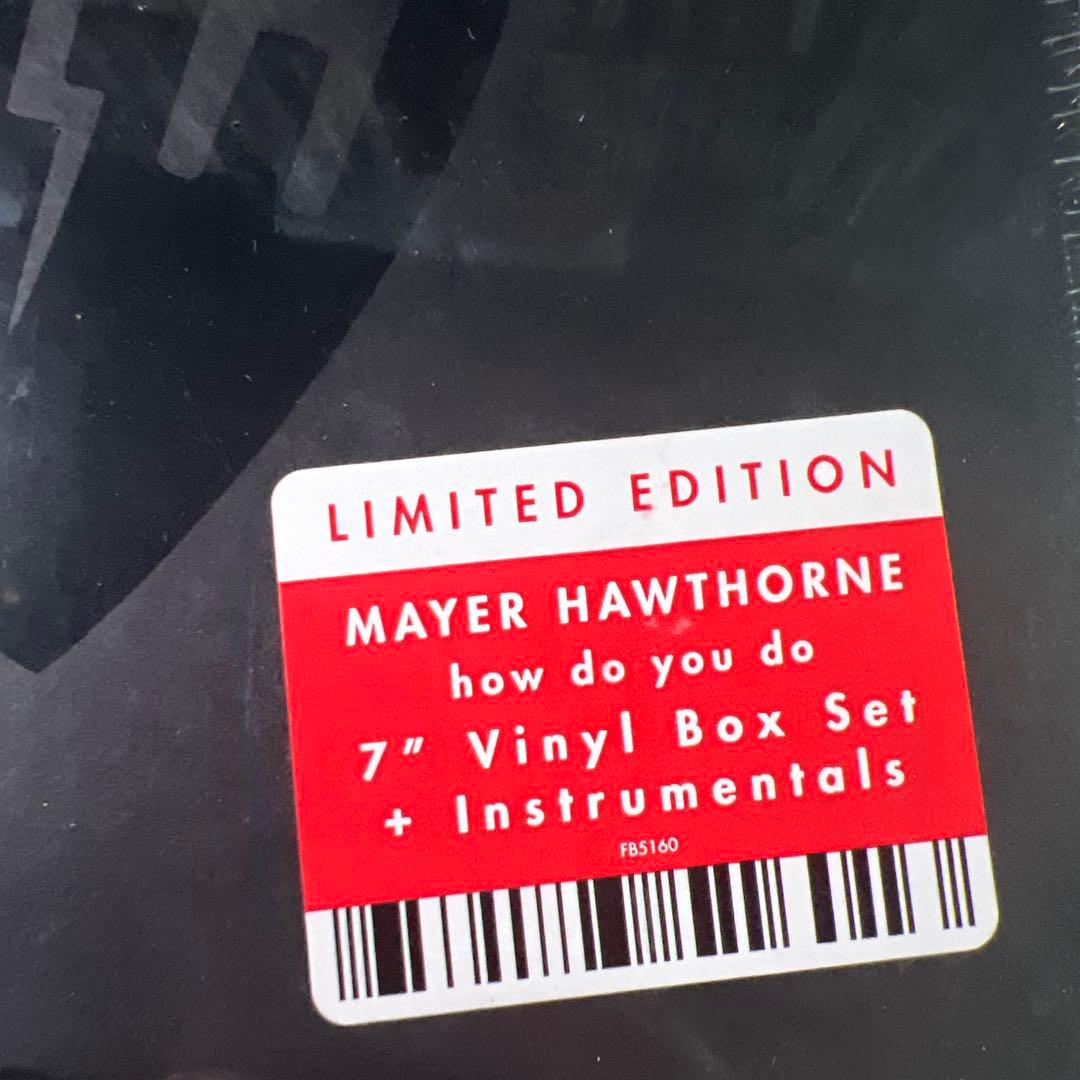 LIMITED EDITION
MAYER HAWTHORNE
how do you do
7" Vinyl Box Set
+ Instrumentals
FB5160